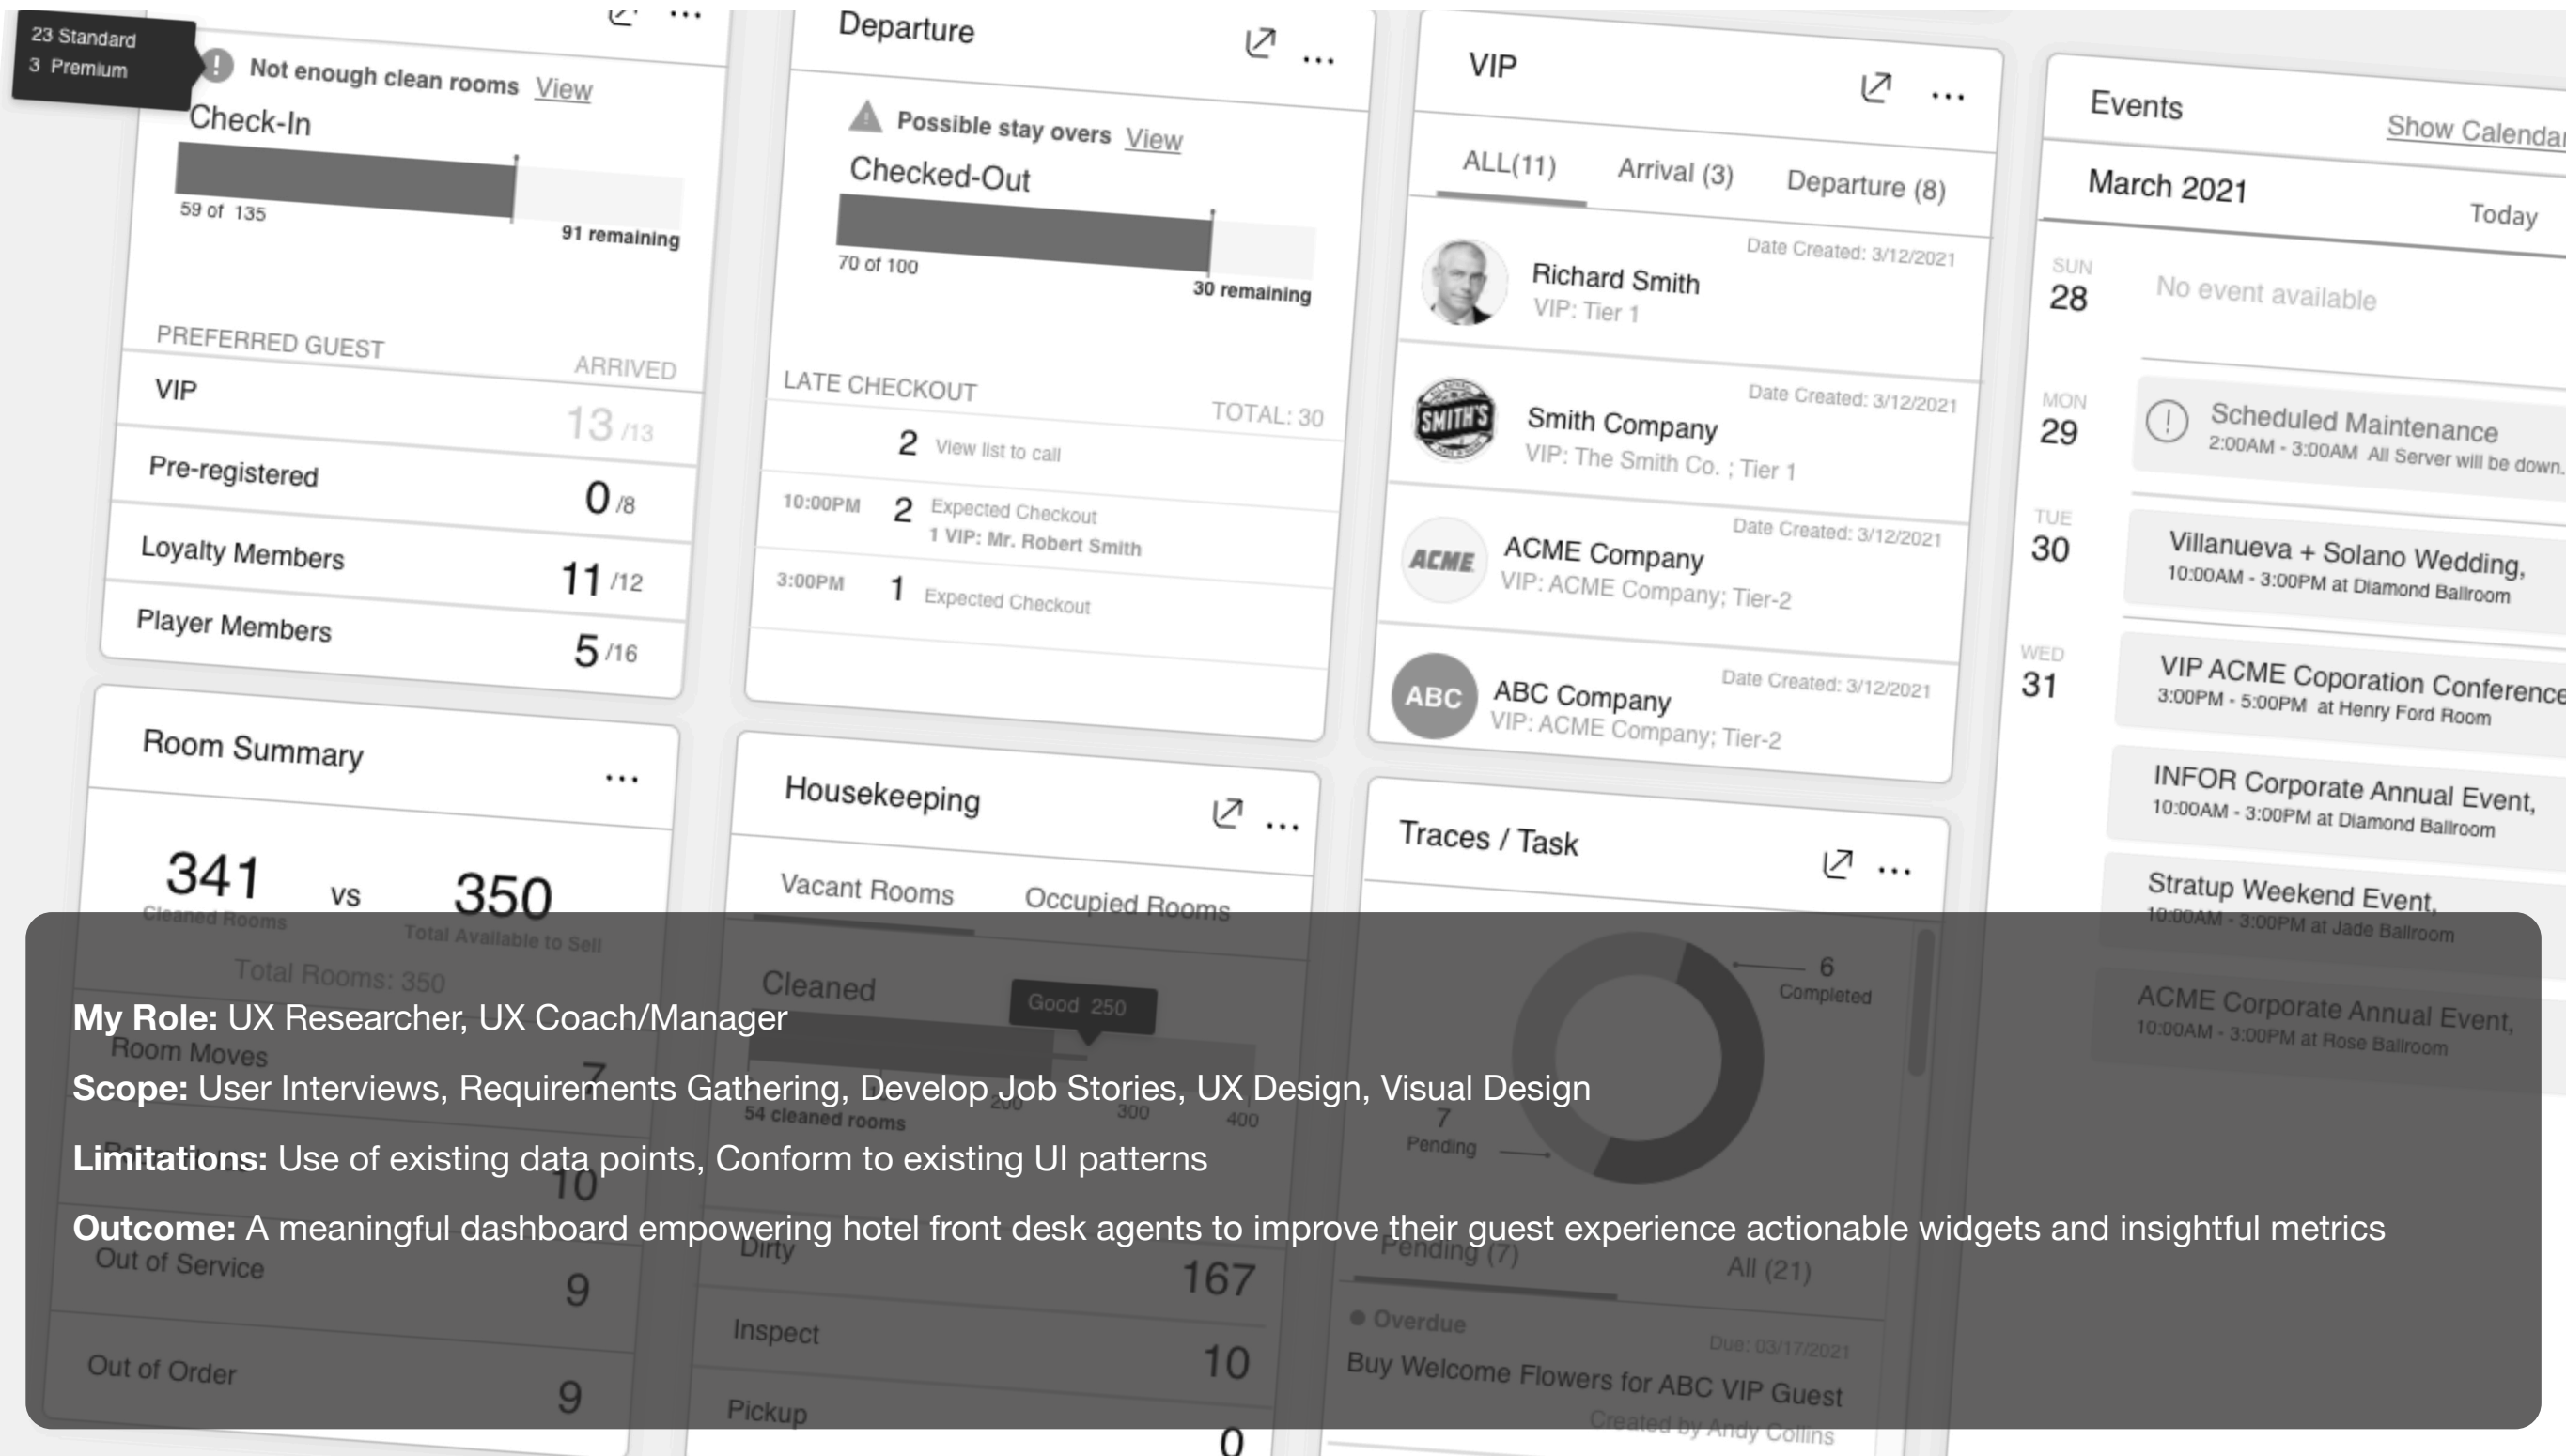 23 Standard
3 Premium
Not enough clean rooms View
Check-In
59 of 135
91 remaining
PREFERRED GUEST ARRIVED
VIP 13 /13
Pre-registered 0 /8
Loyalty Members 11 /12
Player Members 5 /16
Departure
Possible stay overs View
Checked-Out
70 of 100
30 remaining
LATE CHECKOUT TOTAL: 30
2 View list to call
10:00PM 2 Expected Checkout
1 VIP: Mr. Robert Smith
3:00PM 1 Expected Checkout
VIP
ALL(11) Arrival (3) Departure (8)
Date Created: 3/12/2021
Richard Smith
VIP: Tier 1
Date Created: 3/12/2021
SMITH'S
Smith Company
VIP: The Smith Co. ; Tier 1
Date Created: 3/12/2021
ACME
ACME Company
VIP: ACME Company; Tier-2
Date Created: 3/12/2021
ABC
ABC Company
VIP: ACME Company; Tier-2
Events Show Calendar
March 2021 Today
SUN
28
No event available
MON
29
Scheduled Maintenance
2:00AM - 3:00AM All Server will be down.
TUE
30
Villanueva + Solano Wedding,
10:00AM - 3:00PM at Diamond Ballroom
WED
31
VIP ACME Coporation Conference
3:00PM - 5:00PM at Henry Ford Room
INFOR Corporate Annual Event,
10:00AM - 3:00PM at Diamond Ballroom
Stratup Weekend Event,
10:00AM - 3:00PM at Jade Ballroom
ACME Corporate Annual Event,
10:00AM - 3:00PM at Rose Ballroom
Room Summary
341 vs 350
Cleaned Rooms Total Available to Sell
Total Rooms: 350
Room Moves 7
10
Out of Service 9
Out of Order 9
Housekeeping
Vacant Rooms Occupied Rooms
Cleaned
Good 250
200 300 400
54 cleaned rooms
Dirty 167
Inspect 10
Pickup 0
Traces / Task
6
Completed
7
Pending
Pending (7) All (21)
Overdue
Due: 03/17/2021
Buy Welcome Flowers for ABC VIP Guest
Created by Andy Collins
My Role: UX Researcher, UX Coach/Manager
Scope: User Interviews, Requirements Gathering, Develop Job Stories, UX Design, Visual Design
Limitations: Use of existing data points, Conform to existing UI patterns
Outcome: A meaningful dashboard empowering hotel front desk agents to improve their guest experience actionable widgets and insightful metrics